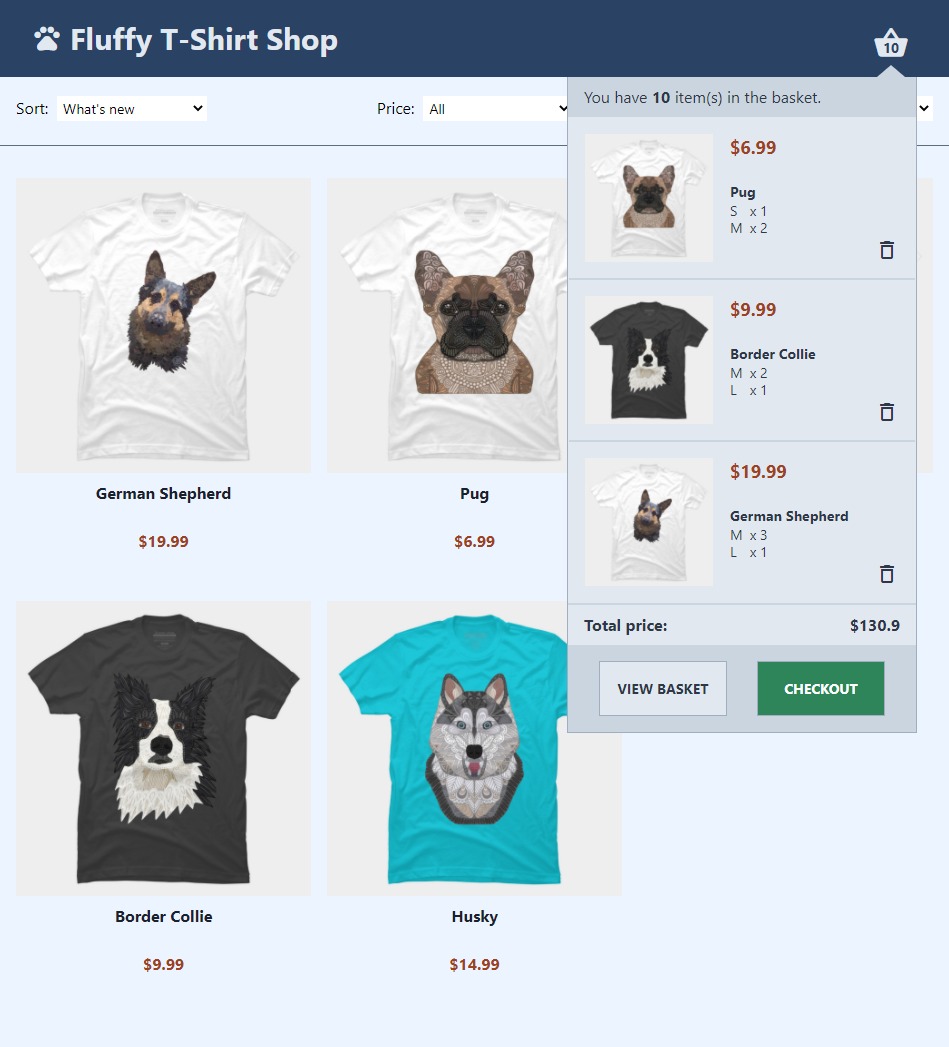 Fluffy T-Shirt Shop
10
Sort: What's new
Price: All
You have 10 item(s) in the basket.
$6.99
Pug
S x 1
M x 2
$9.99
Border Collie
M x 2
L x 1
$19.99
German Shepherd
M x 3
L x 1
Total price: $130.9
VIEW BASKET
CHECKOUT
German Shepherd
$19.99
Pug
$6.99
Border Collie
$9.99
Husky
$14.99